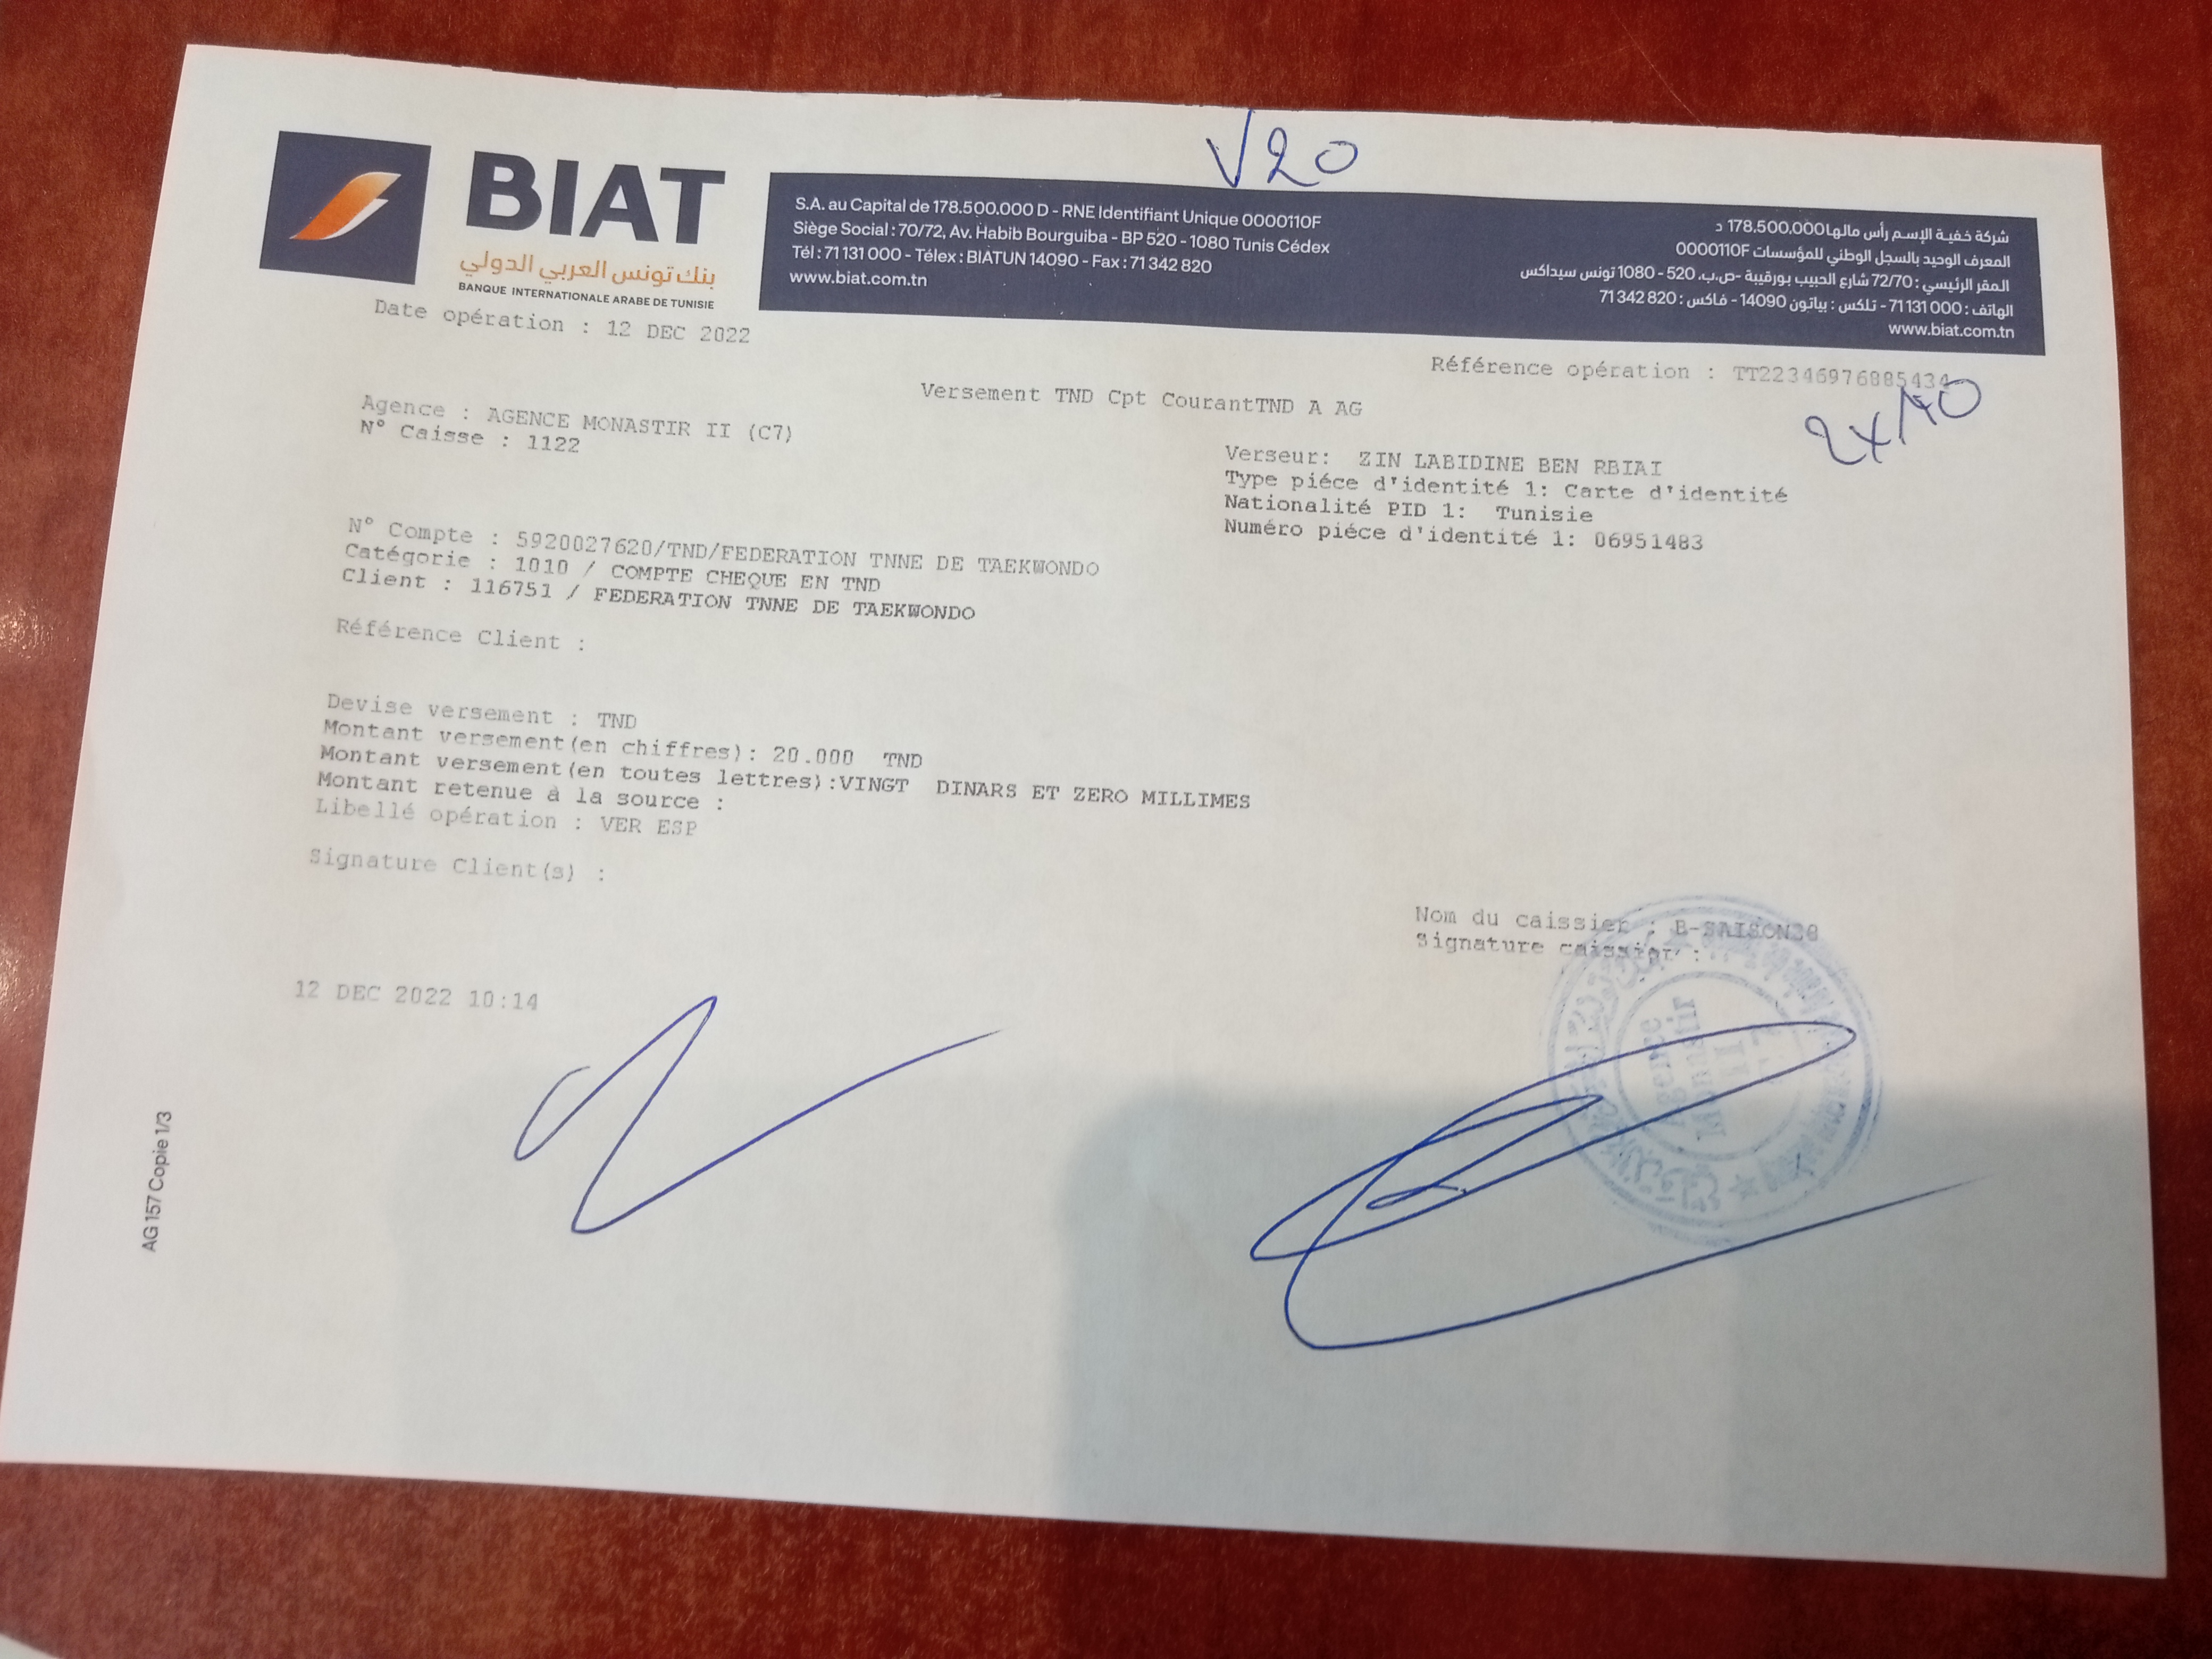 V20
BIAT
بنك تونس العربي الدولي
BANQUE INTERNATIONALE ARABE DE TUNISIE
S.A. au Capital de 178.500.000 D - RNE Identifiant Unique 0000110F
Siège Social : 70/72, Av. Habib Bourguiba - BP 520 - 1080 Tunis Cédex
Tél : 71 131 000 - Télex : BIATUN 14090 - Fax : 71 342 820
www.biat.com.tn
شركة خفية الإسم رأس مالها 178.500.000 د
المعرف الوحيد بالسجل الوطني للمؤسسات 0000110F
المقر الرئيسي : 72/70 شارع الحبيب بورقيبة -ص.ب. 520 - 1080 تونس سيداكس
الهاتف : 71 131 000 - تلكس : بياتون 14090 - فاكس : 71 342 820
www.biat.com.tn
Date opération : 12 DEC 2022
Référence opération : TT22346976885434
2x10
Versement TND Cpt CourantTND A AG
Agence : AGENCE MONASTIR II (C7)
N° Caisse : 1122
Verseur: ZIN LABIDINE BEN RBIAI
Type piéce d'identité 1: Carte d'identité
Nationalité PID 1: Tunisie
Numéro piéce d'identité 1: 06951483
N° Compte : 5920027620/TND/FEDERATION TNNE DE TAEKWONDO
Catégorie : 1010 / COMPTE CHEQUE EN TND
Client : 116751 / FEDERATION TNNE DE TAEKWONDO
Référence Client :
Devise versement : TND
Montant versement(en chiffres): 20.000 TND
Montant versement(en toutes lettres):VINGT DINARS ET ZERO MILLIMES
Montant retenue à la source :
Libellé opération : VER ESP
Signature Client(s) :
Nom du caissier : B-SAISON38
Signature caissier :
12 DEC 2022 10:14
Agence
Monastir
II
AG 157 Copie 1/3